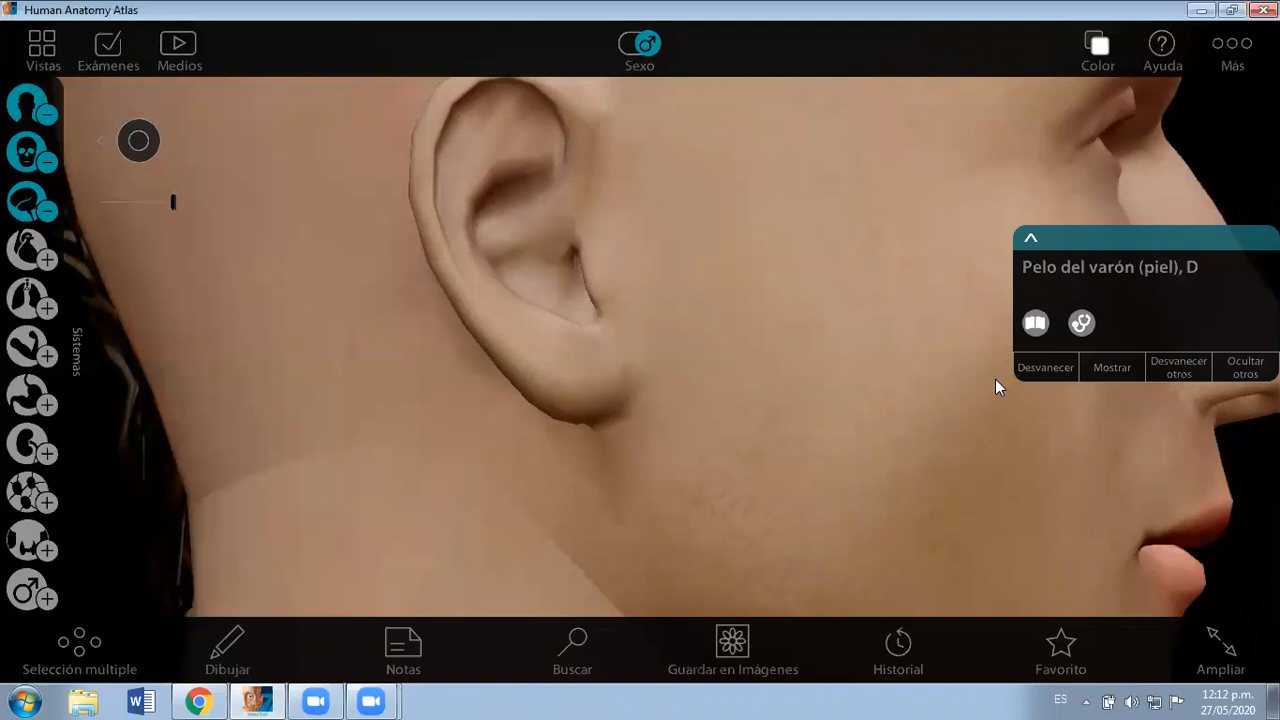 Human Anatomy Atlas
Vistas
Exámenes
Medios
Sexo
Color
Ayuda
Más
Sistemas
Pelo del varón (piel), D
Desvanecer
Mostrar
Desvanecer
otros
Ocultar
otros
Selección múltiple
Dibujar
Notas
Buscar
Guardar en Imágenes
Historial
Favorito
Ampliar
ES
12:12 p.m.
27/05/2020